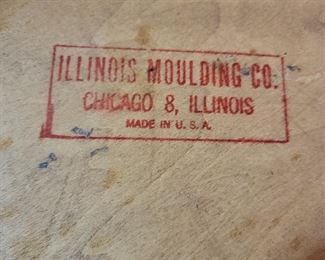 ILLINOIS MOULDING CO.
CHICAGO 8, ILLINOIS
MADE IN U. S. A.